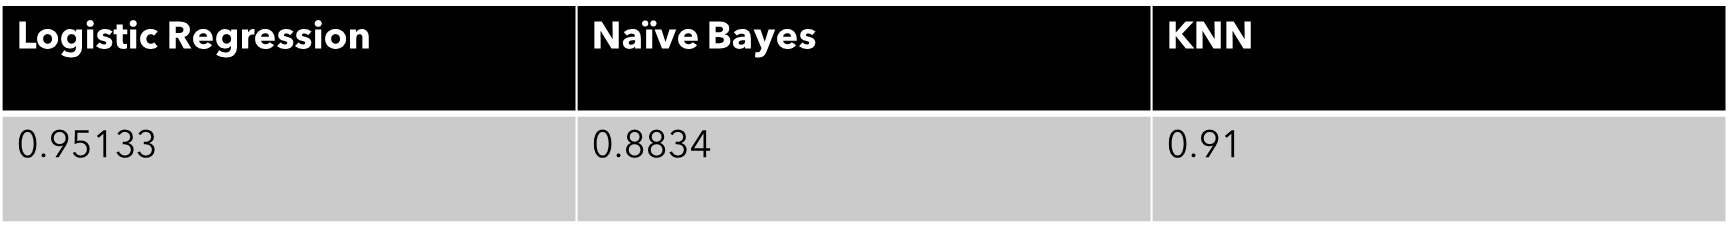 Logistic Regression Naïve Bayes KNN
0.95133 0.8834 0.91